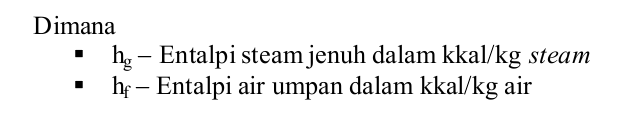 Dimana
▪ hg – Entalpi steam jenuh dalam kkal/kg steam
▪ hf – Entalpi air umpan dalam kkal/kg air